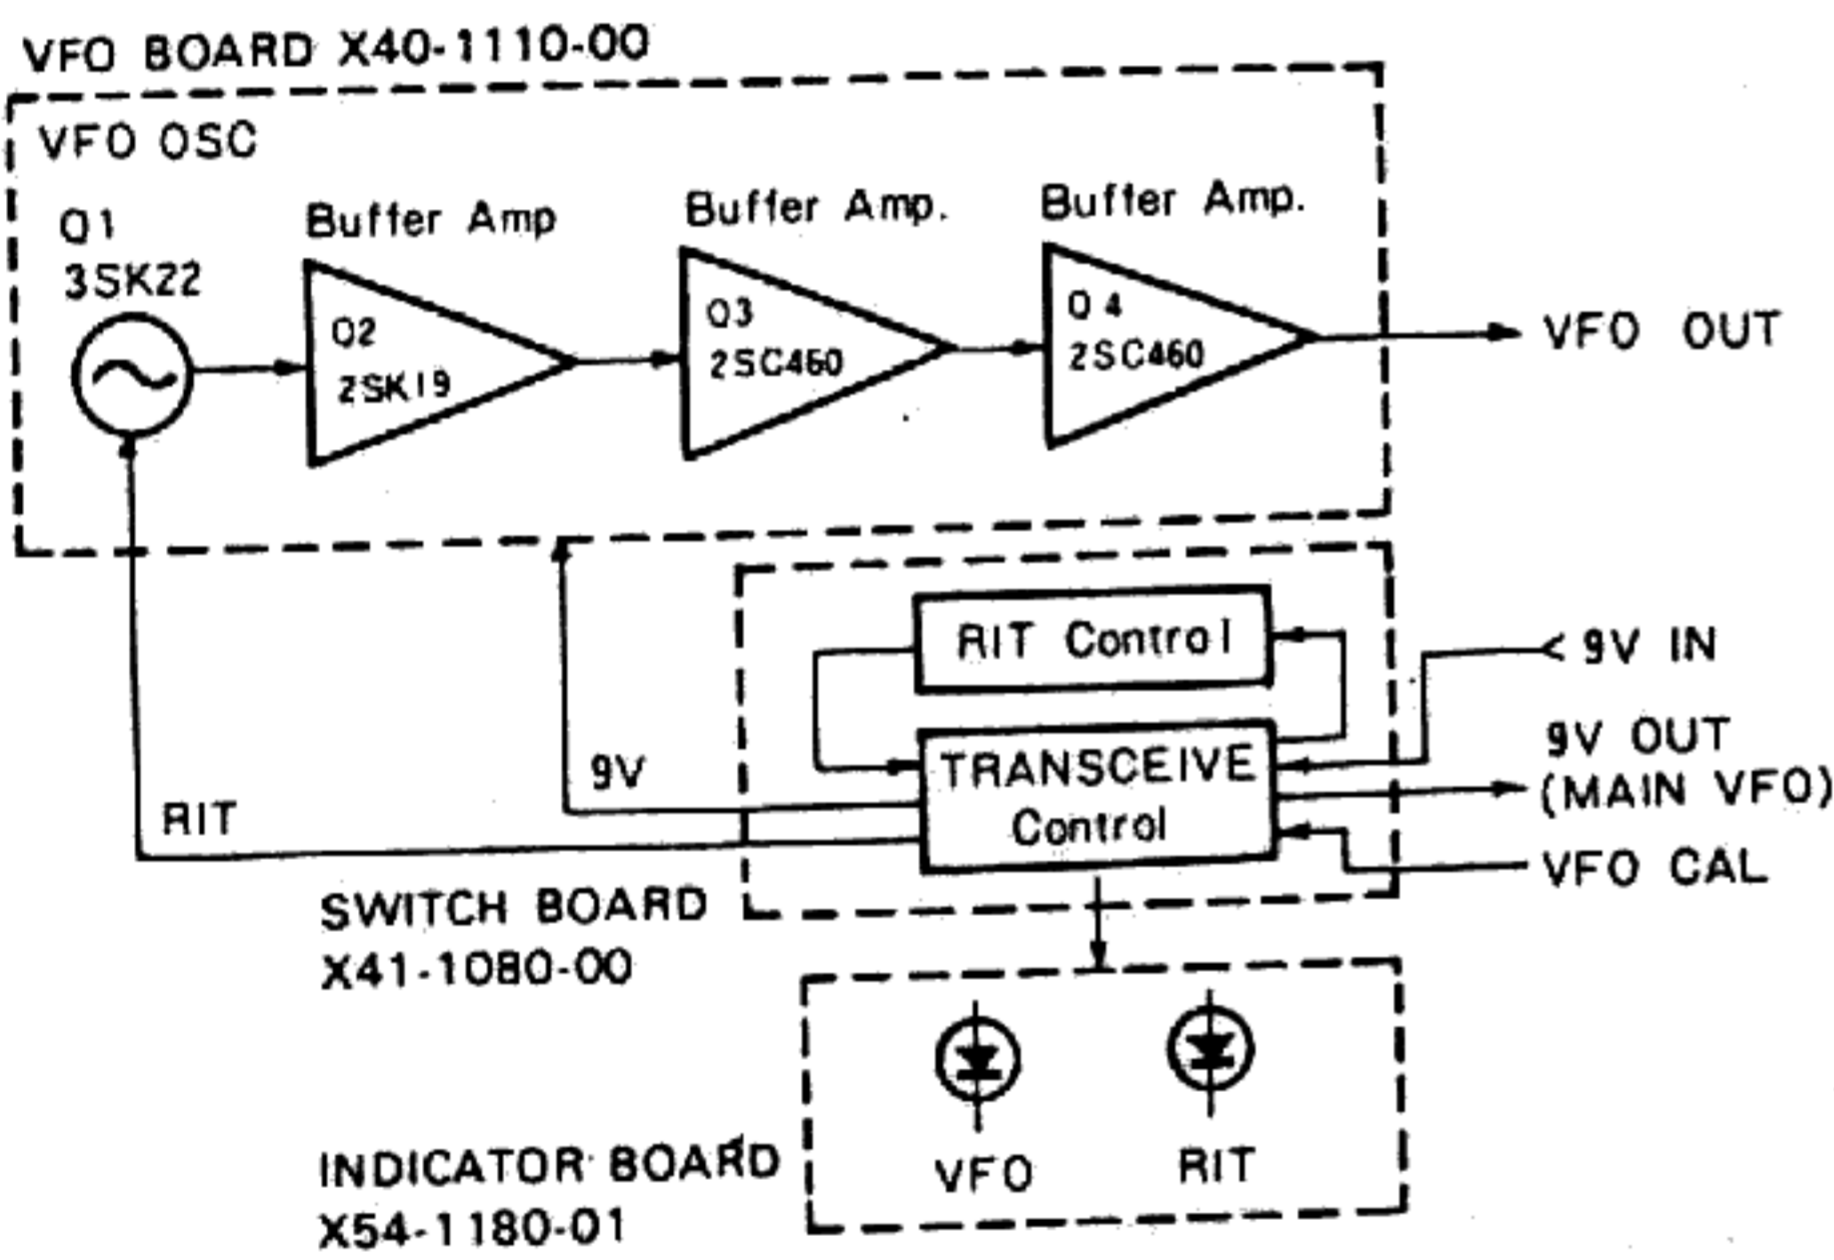 VFO BOARD X40-1110-00
VFO OSC
Q1
3SK22
Buffer Amp
Q2
2SK19
Buffer Amp.
Q3
2SC460
Buffer Amp.
Q4
2SC460
VFO OUT
RIT Control
9V IN
9V OUT
(MAIN VFO)
TRANSCEIVE
Control
VFO CAL
9V
RIT
SWITCH BOARD
X41-1080-00
VFO
RIT
INDICATOR BOARD
X54-1180-01